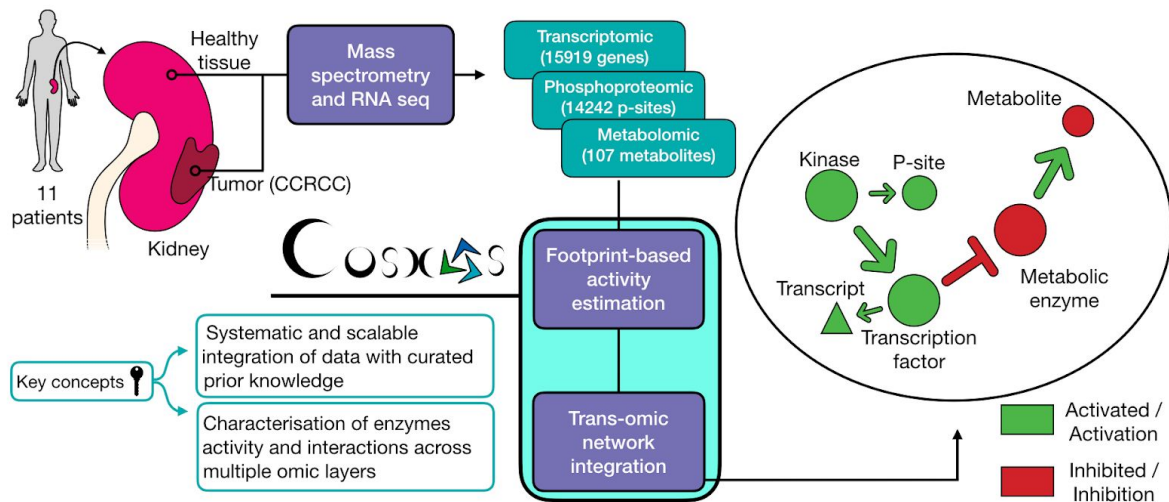 Healthy
tissue
11
patients
Tumor (CCRCC)
Kidney
Mass
spectrometry
and RNA seq
Transcriptomic
(15919 genes)
Phosphoproteomic
(14242 p-sites)
Metabolomic
(107 metabolites)
COSMOS
Footprint-based
activity
estimation
Trans-omic
network
integration
Key concepts
Systematic and scalable
integration of data with curated
prior knowledge
Characterisation of enzymes
activity and interactions across
multiple omic layers
Metabolite
Kinase
P-site
Metabolic
enzyme
Transcript
Transcription
factor
Activated /
Activation
Inhibited /
Inhibition